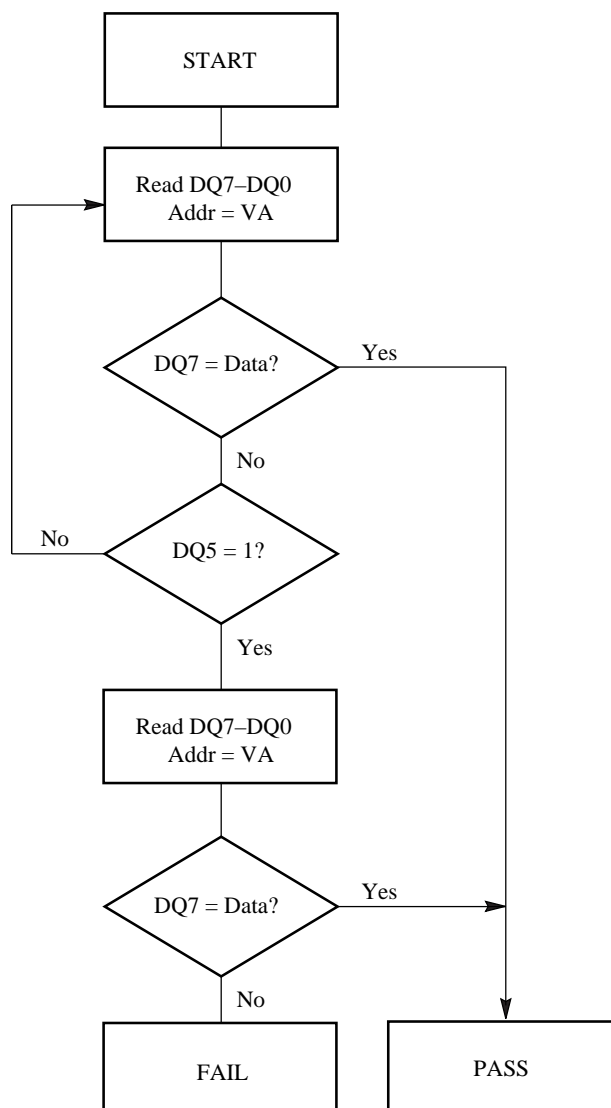 START
Read DQ7–DQ0
Addr = VA
DQ7 = Data?
Yes
No
No
DQ5 = 1?
Yes
Read DQ7–DQ0
Addr = VA
DQ7 = Data?
Yes
No
FAIL
PASS